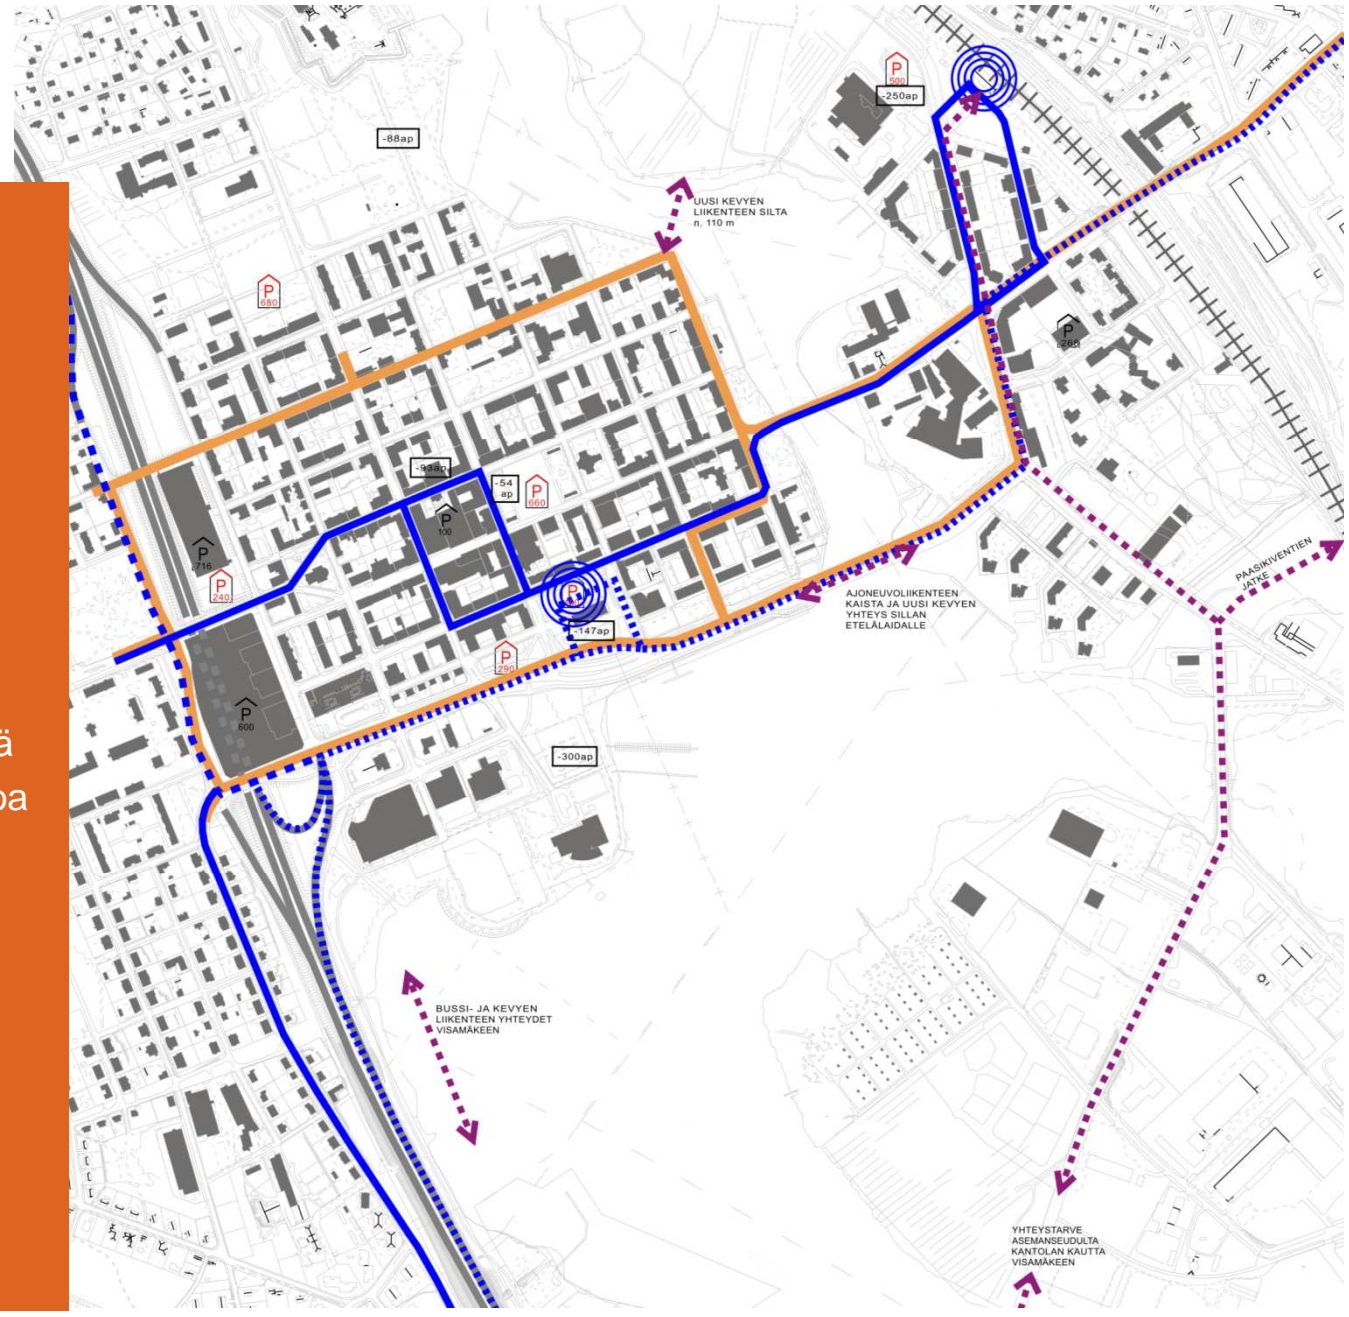 P
500
-250ap
-88ap
UUSI KEVYEN
LIIKENTEEN SILTA
n. 110 m
P
680
P
268
-93ap
-54
ap
P
660
P
100
P
716
P
240
PAASIKIVENTIEN
JATKE
P
AJONEUVOLIIKENTEEN
KAISTA JA UUSI KEVYEN
YHTEYS SILLAN
ETELÄLAIDALLE
-147ap
P
290
P
600
ä
-300ap
pa
BUSSI- JA KEVYEN
LIIKENTEEN YHTEYDET
VISAMÄKEEN
YHTEYSTARVE
ASEMANSEUDULTA
KANTOLAN KAUTTA
VISAMÄKEEN